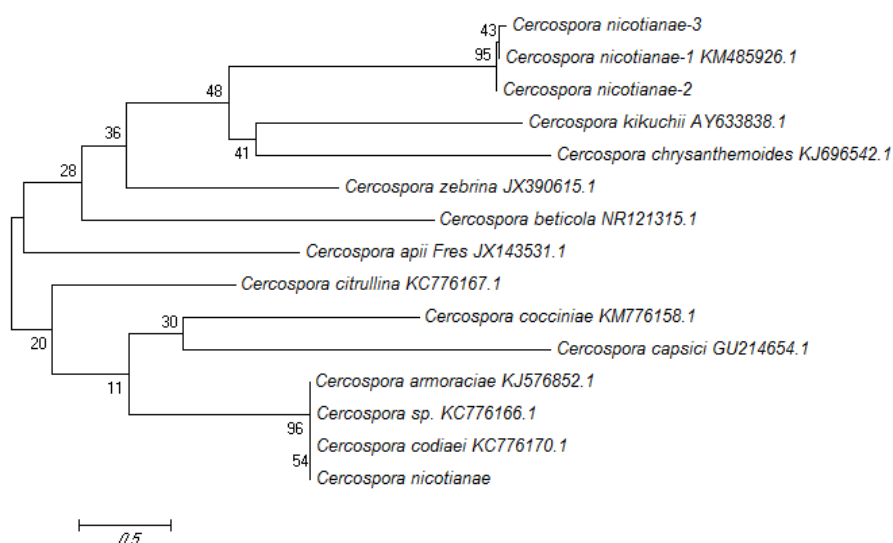 Cercospora nicotianae-3
43
Cercospora nicotianae-1 KM485926.1
95
Cercospora nicotianae-2
48
Cercospora kikuchii AY633838.1
36
41
Cercospora chrysanthemoides KJ696542.1
28
Cercospora zebrina JX390615.1
Cercospora beticola NR121315.1
Cercospora apii Fres JX143531.1
Cercospora citrullina KC776167.1
Cercospora cocciniae KM776158.1
30
20
Cercospora capsici GU214654.1
11
Cercospora armoraciae KJ576852.1
Cercospora sp. KC776166.1
96
Cercospora codiaei KC776170.1
54
Cercospora nicotianae
0.5